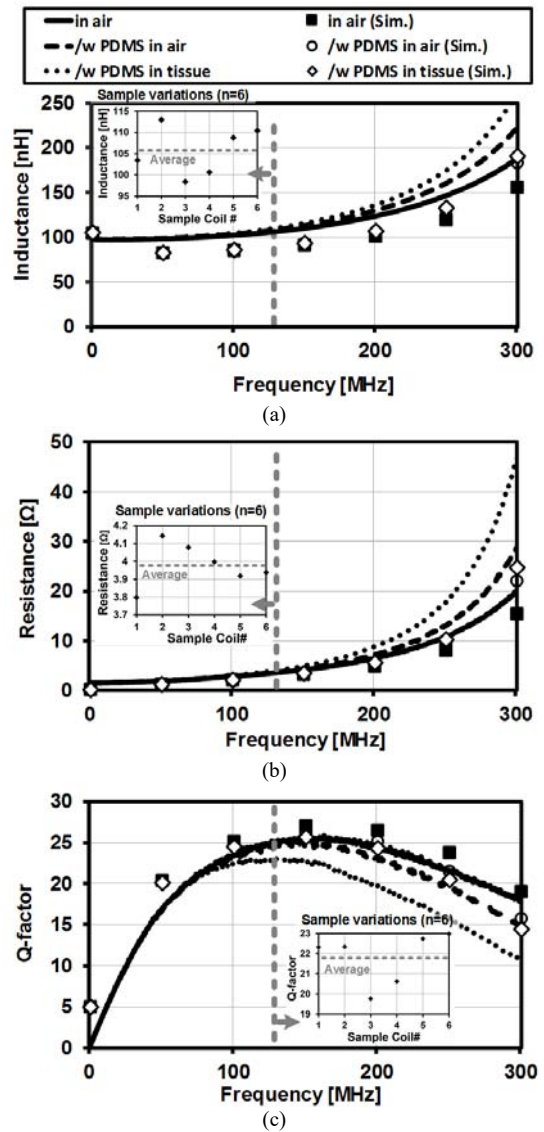 in air
in air (Sim.)
/w PDMS in air
/w PDMS in air (Sim.)
/w PDMS in tissue
/w PDMS in tissue (Sim.)
Inductance [nH]
250
200
150
100
50
0
Sample variations (n=6)
Inductance [nH]
115
110
105
100
95
Average
1 2 3 4 5 6
Sample Coil #
0 100 200 300
Frequency [MHz]
(a)
Resistance [Ω]
50
40
30
20
10
0
Sample variations (n=6)
Resistance [Ω]
4.2
4.1
4
3.9
3.8
3.7
Average
1 2 3 4 5 6
Sample Coil#
0 100 200 300
Frequency [MHz]
(b)
Q-factor
30
25
20
15
10
5
0
Sample variations (n=6)
Q-factor
23
22
21
20
19
Average
1 2 3 4 5 6
Sample Coil#
0 100 200 300
Frequency [MHz]
(c)